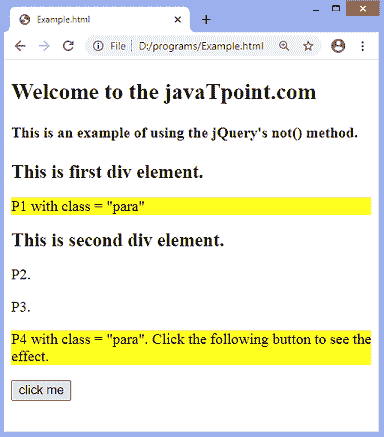 Example.html
File | D:/programs/Example.html
Welcome to the javaTpoint.com
This is an example of using the jQuery's not() method.
This is first div element.
P1 with class = "para"
This is second div element.
P2.
P3.
P4 with class = "para". Click the following button to see the
effect.
click me